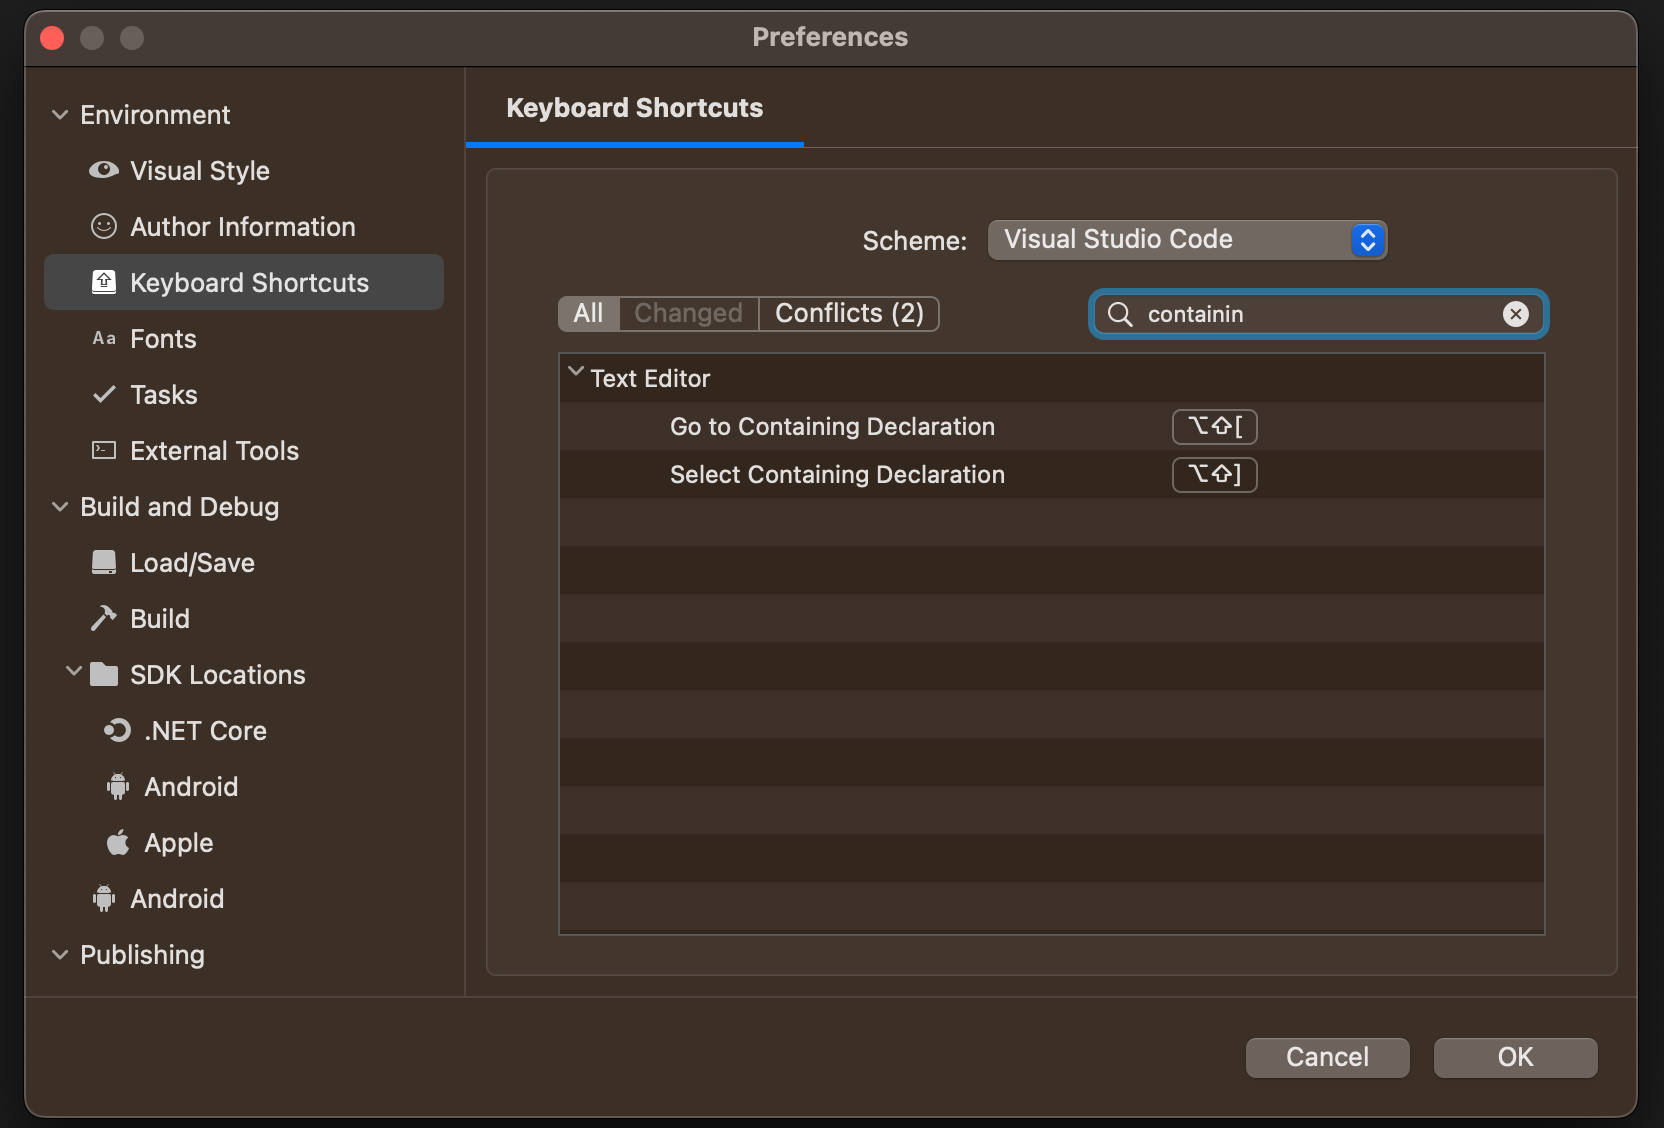 Preferences
Environment
Visual Style
Author Information
Keyboard Shortcuts
Aa Fonts
Tasks
External Tools
Build and Debug
Load/Save
Build
SDK Locations
.NET Core
Android
Apple
Android
Publishing
Keyboard Shortcuts
Scheme: Visual Studio Code
All Changed Conflicts (2) containin
Text Editor
Go to Containing Declaration ⌥⇧[
Select Containing Declaration ⌥⇧]
Cancel OK